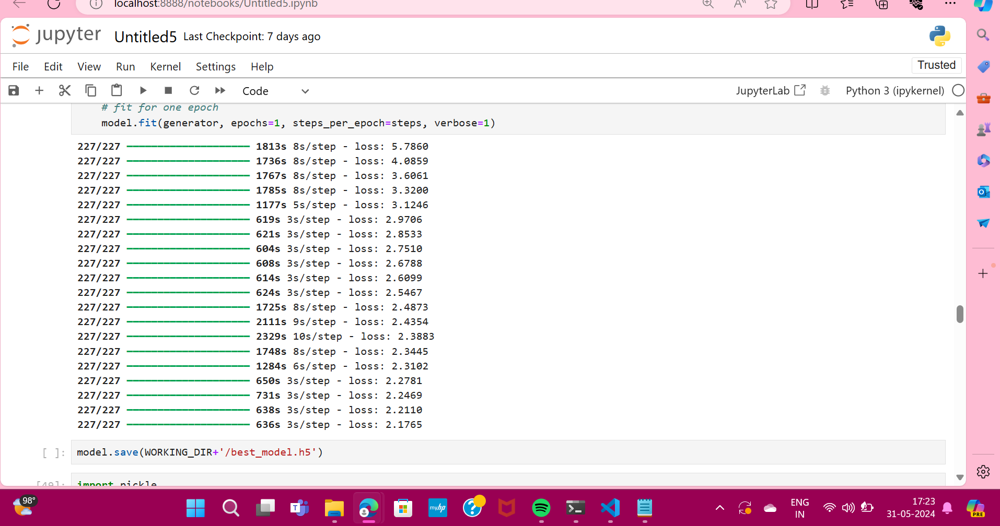 localhost:8888/notebooks/Untitled5.ipynb
jupyter Untitled5 Last Checkpoint: 7 days ago
File Edit View Run Kernel Settings Help Trusted
Code JupyterLab Python 3 (ipykernel)
# fit for one epoch
model.fit(generator, epochs=1, steps_per_epoch=steps, verbose=1)
227/227 1813s 8s/step - loss: 5.7860
227/227 1736s 8s/step - loss: 4.0859
227/227 1767s 8s/step - loss: 3.6061
227/227 1785s 8s/step - loss: 3.3200
227/227 1177s 5s/step - loss: 3.1246
227/227 619s 3s/step - loss: 2.9706
227/227 621s 3s/step - loss: 2.8533
227/227 604s 3s/step - loss: 2.7510
227/227 608s 3s/step - loss: 2.6788
227/227 614s 3s/step - loss: 2.6099
227/227 624s 3s/step - loss: 2.5467
227/227 1725s 8s/step - loss: 2.4873
227/227 2111s 9s/step - loss: 2.4354
227/227 2329s 10s/step - loss: 2.3883
227/227 1748s 8s/step - loss: 2.3445
227/227 1284s 6s/step - loss: 2.3102
227/227 650s 3s/step - loss: 2.2781
227/227 731s 3s/step - loss: 2.2469
227/227 638s 3s/step - loss: 2.2110
227/227 636s 3s/step - loss: 2.1765
[ ]: model.save(WORKING_DIR+'/best_model.h5')
[49]: import pickle
98°
myhp
ENG
IN
17:23
31-05-2024
PRE